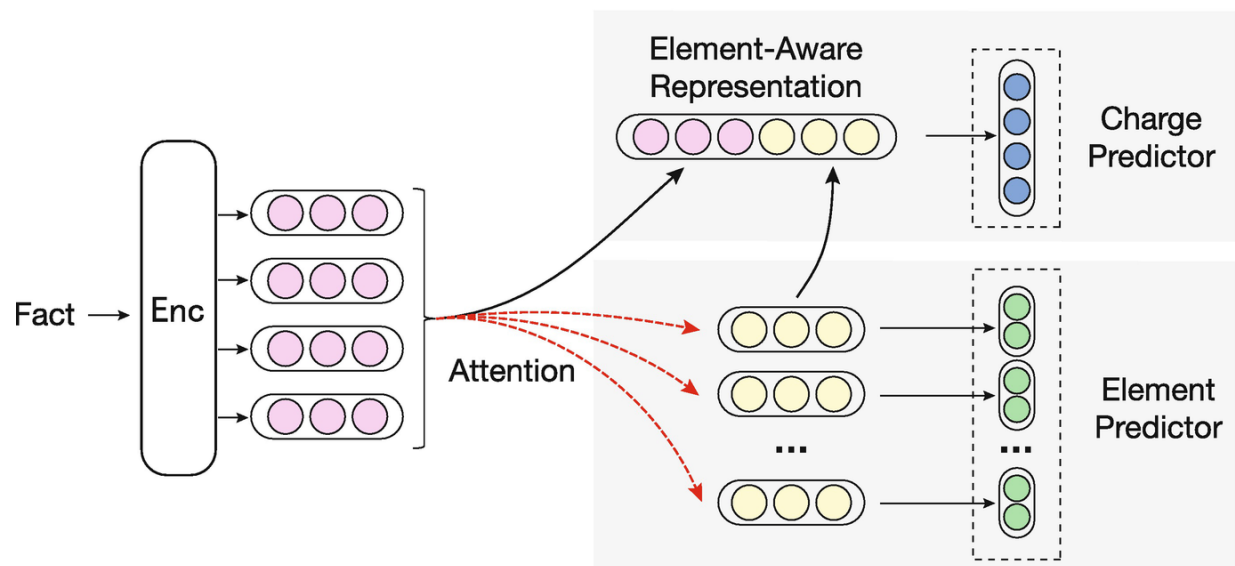 Fact
Enc
Attention
Element-Aware
Representation
Charge
Predictor
...
...
Element
Predictor